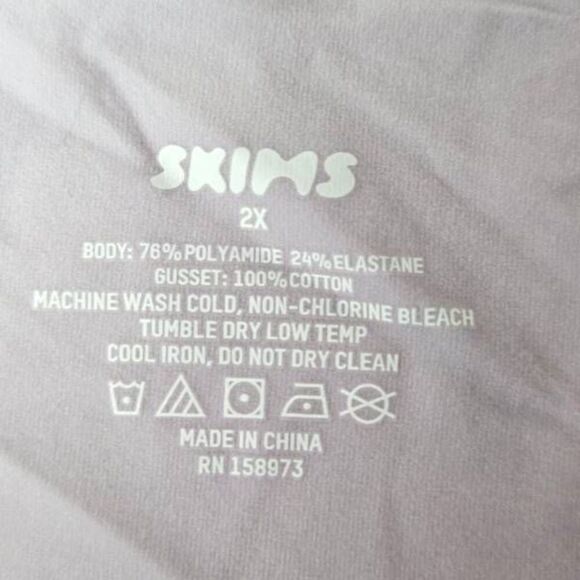 SKIMS
2X
BODY: 76% POLYAMIDE 24% ELASTANE
GUSSET: 100% COTTON
MACHINE WASH COLD, NON-CHLORINE BLEACH
TUMBLE DRY LOW TEMP
COOL IRON, DO NOT DRY CLEAN
MADE IN CHINA
RN 158973